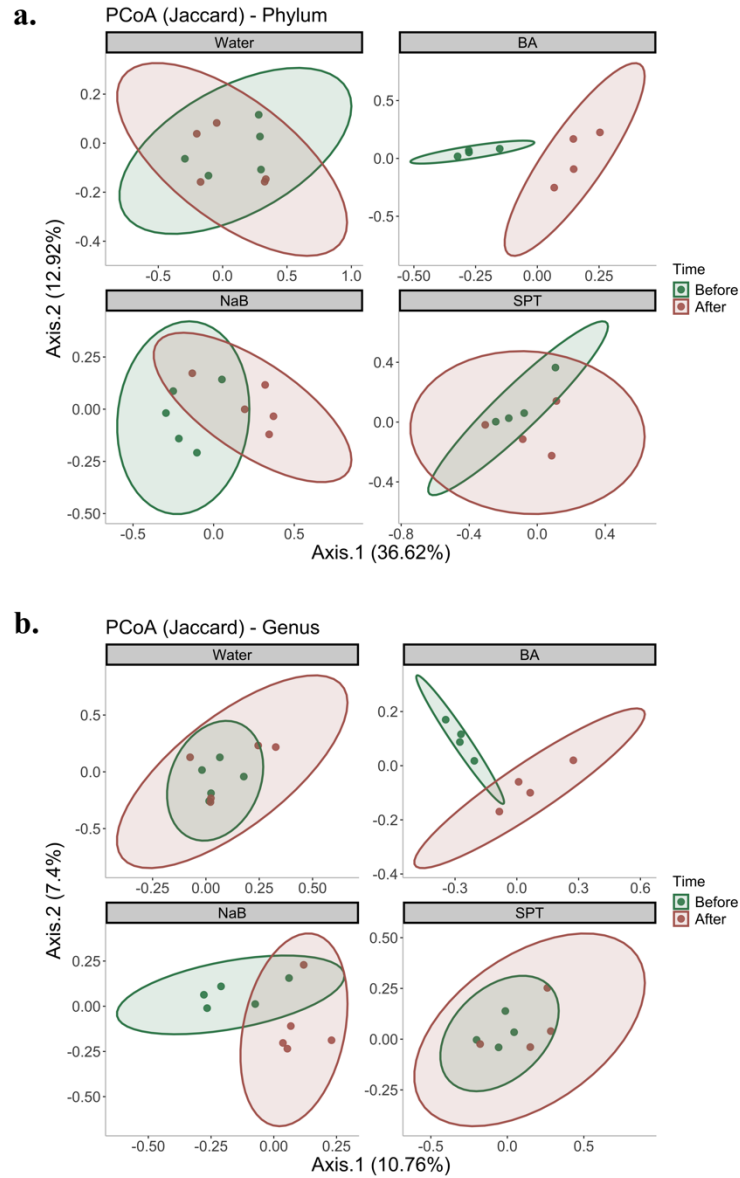 a.
PCoA (Jaccard) - Phylum
Water
BA
0.2
0.0
-0.2
-0.4
-0.5
0.0
0.5
1.0
0.5
0.0
-0.5
-0.50
-0.25
0.00
0.25
NaB
SPT
0.25
0.00
-0.25
-0.50
-0.5
0.0
0.5
0.4
0.0
-0.4
-0.8
-0.4
0.0
0.4
Axis.2 (12.92%)
Axis.1 (36.62%)
Time
Before
After
b.
PCoA (Jaccard) - Genus
Water
BA
0.5
0.0
-0.5
-0.25
0.00
0.25
0.50
0.2
0.0
-0.2
-0.4
-0.3
0.0
0.3
0.6
NaB
SPT
0.25
0.00
-0.25
-0.50
-0.50
-0.25
0.00
0.25
0.50
0.25
0.00
-0.25
-0.5
0.0
0.5
Axis.2 (7.4%)
Axis.1 (10.76%)
Time
Before
After